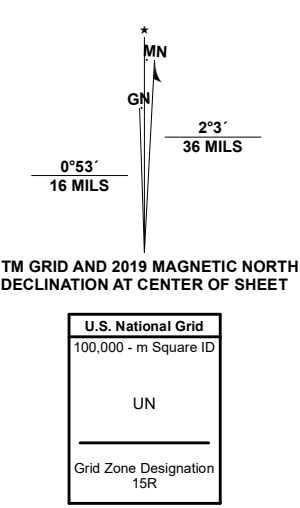 ★
MN
GN
2°3´
36 MILS
0°53´
16 MILS
TM GRID AND 2019 MAGNETIC NORTH
DECLINATION AT CENTER OF SHEET
U.S. National Grid
100,000 - m Square ID
UN
Grid Zone Designation
15R